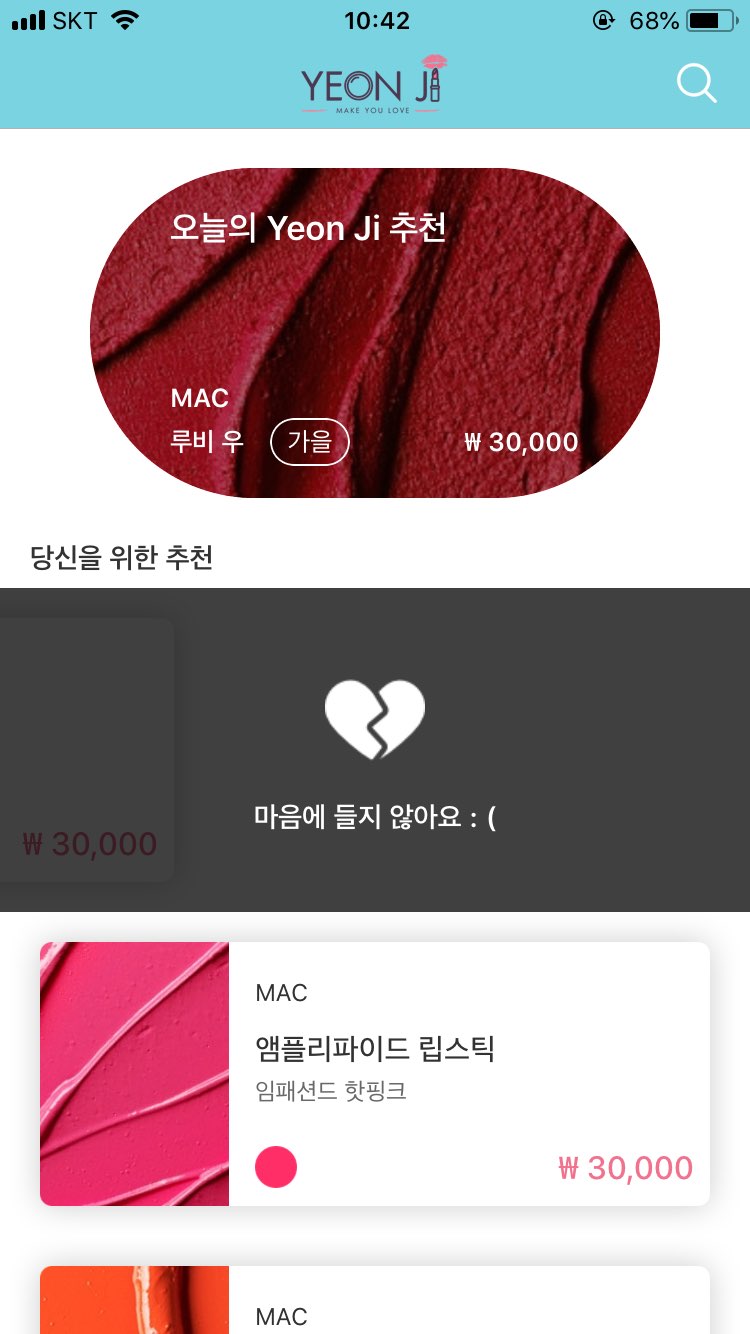 SKT 10:42 68%
YEON JI
MAKE YOU LOVE
오늘의 Yeon Ji 추천
MAC
루비 우 가을 ₩ 30,000
당신을 위한 추천
마음에 들지 않아요 : (
₩ 30,000
MAC
앰플리파이드 립스틱
임패션드 핫핑크
₩ 30,000
MAC